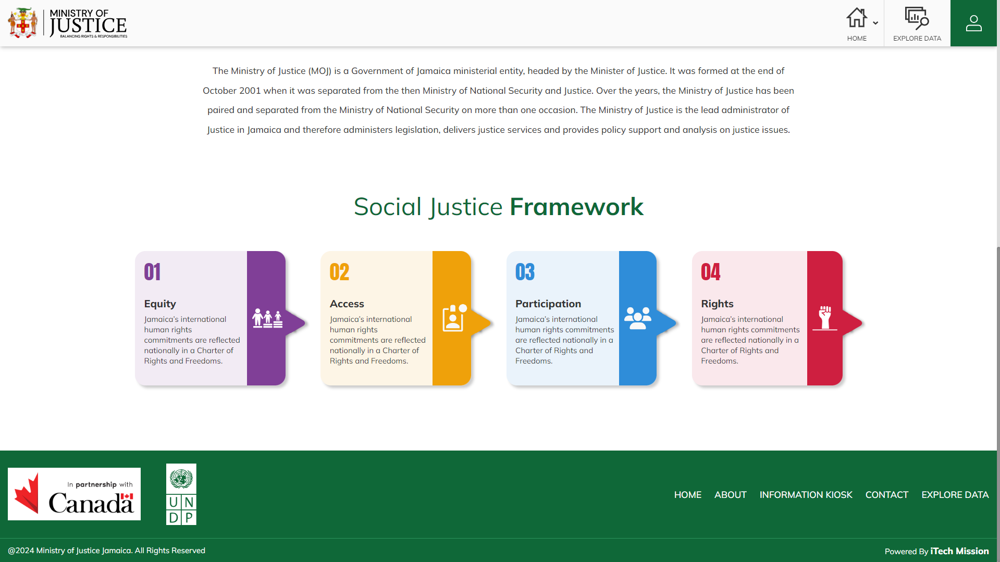 MINISTRY OF
JUSTICE
BALANCING RIGHTS & RESPONSIBILITIES
HOME
EXPLORE DATA
The Ministry of Justice (MOJ) is a Government of Jamaica ministerial entity, headed by the Minister of Justice. It was formed at the end of
October 2001 when it was separated from the then Ministry of National Security and Justice. Over the years, the Ministry of Justice has been
paired and separated from the Ministry of National Security on more than one occasion. The Ministry of Justice is the lead administrator of
Justice in Jamaica and therefore administers legislation, delivers justice services and provides policy support and analysis on justice issues.
Social Justice Framework
01
Equity
Jamaica’s international
human rights
commitments are reflected
nationally in a Charter of
Rights and Freedoms.
02
Access
Jamaica’s international
human rights
commitments are reflected
nationally in a Charter of
Rights and Freedoms.
03
Participation
Jamaica’s international
human rights commitments
are reflected nationally in a
Charter of Rights and
Freedoms.
04
Rights
Jamaica’s international
human rights commitments
are reflected nationally in a
Charter of Rights and
Freedoms.
In partnership with
Canada
U N
D P
HOME ABOUT INFORMATION KIOSK CONTACT EXPLORE DATA
@2024 Ministry of Justice Jamaica. All Rights Reserved
Powered By iTech Mission